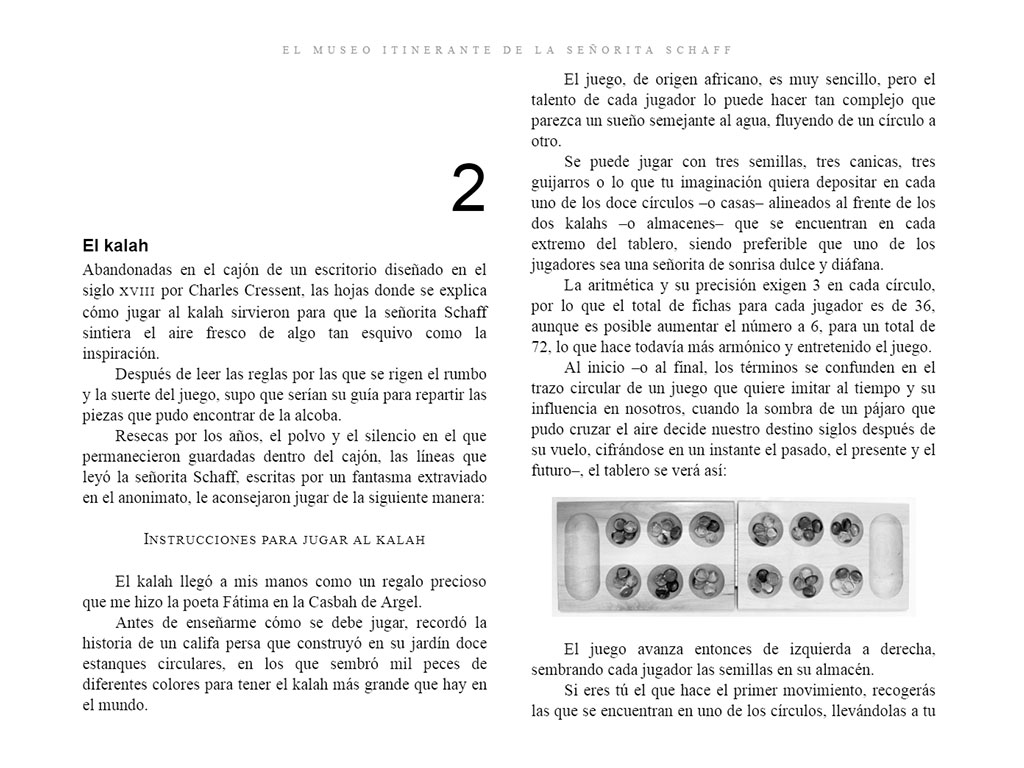 EL MUSEO ITINERANTE DE LA SEÑORITA SCHAFF
2
El kalah
Abandonadas en el cajón de un escritorio diseñado en el
siglo XVIII por Charles Cressent, las hojas donde se explica
cómo jugar al kalah sirvieron para que la señorita Schaff
sintiera el aire fresco de algo tan esquivo como la
inspiración.
Después de leer las reglas por las que se rigen el rumbo
y la suerte del juego, supo que serían su guía para repartir las
piezas que pudo encontrar de la alcoba.
Resecas por los años, el polvo y el silencio en el que
permanecieron guardadas dentro del cajón, las líneas que
leyó la señorita Schaff, escritas por un fantasma extraviado
en el anonimato, le aconsejaron jugar de la siguiente manera:
INSTRUCCIONES PARA JUGAR AL KALAH
El kalah llegó a mis manos como un regalo precioso
que me hizo la poeta Fátima en la Casbah de Argel.
Antes de enseñarme cómo se debe jugar, recordó la
historia de un califa persa que construyó en su jardín doce
estanques circulares, en los que sembró mil peces de
diferentes colores para tener el kalah más grande que hay en
el mundo.
El juego, de origen africano, es muy sencillo, pero el
talento de cada jugador lo puede hacer tan complejo que
parezca un sueño semejante al agua, fluyendo de un círculo a
otro.
Se puede jugar con tres semillas, tres canicas, tres
guijarros o lo que tu imaginación quiera depositar en cada
uno de los doce círculos –o casas– alineados al frente de los
dos kalahs –o almacenes– que se encuentran en cada
extremo del tablero, siendo preferible que uno de los
jugadores sea una señorita de sonrisa dulce y diáfana.
La aritmética y su precisión exigen 3 en cada círculo,
por lo que el total de fichas para cada jugador es de 36,
aunque es posible aumentar el número a 6, para un total de
72, lo que hace todavía más armónico y entretenido el juego.
Al inicio –o al final, los términos se confunden en el
trazo circular de un juego que quiere imitar al tiempo y su
influencia en nosotros, cuando la sombra de un pájaro que
pudo cruzar el aire decide nuestro destino siglos después de
su vuelo, cifrándose en un instante el pasado, el presente y el
futuro–, el tablero se verá así:
El juego avanza entonces de izquierda a derecha,
sembrando cada jugador las semillas en su almacén.
Si eres tú el que hace el primer movimiento, recogerás
las que se encuentran en uno de los círculos, llevándolas a tu